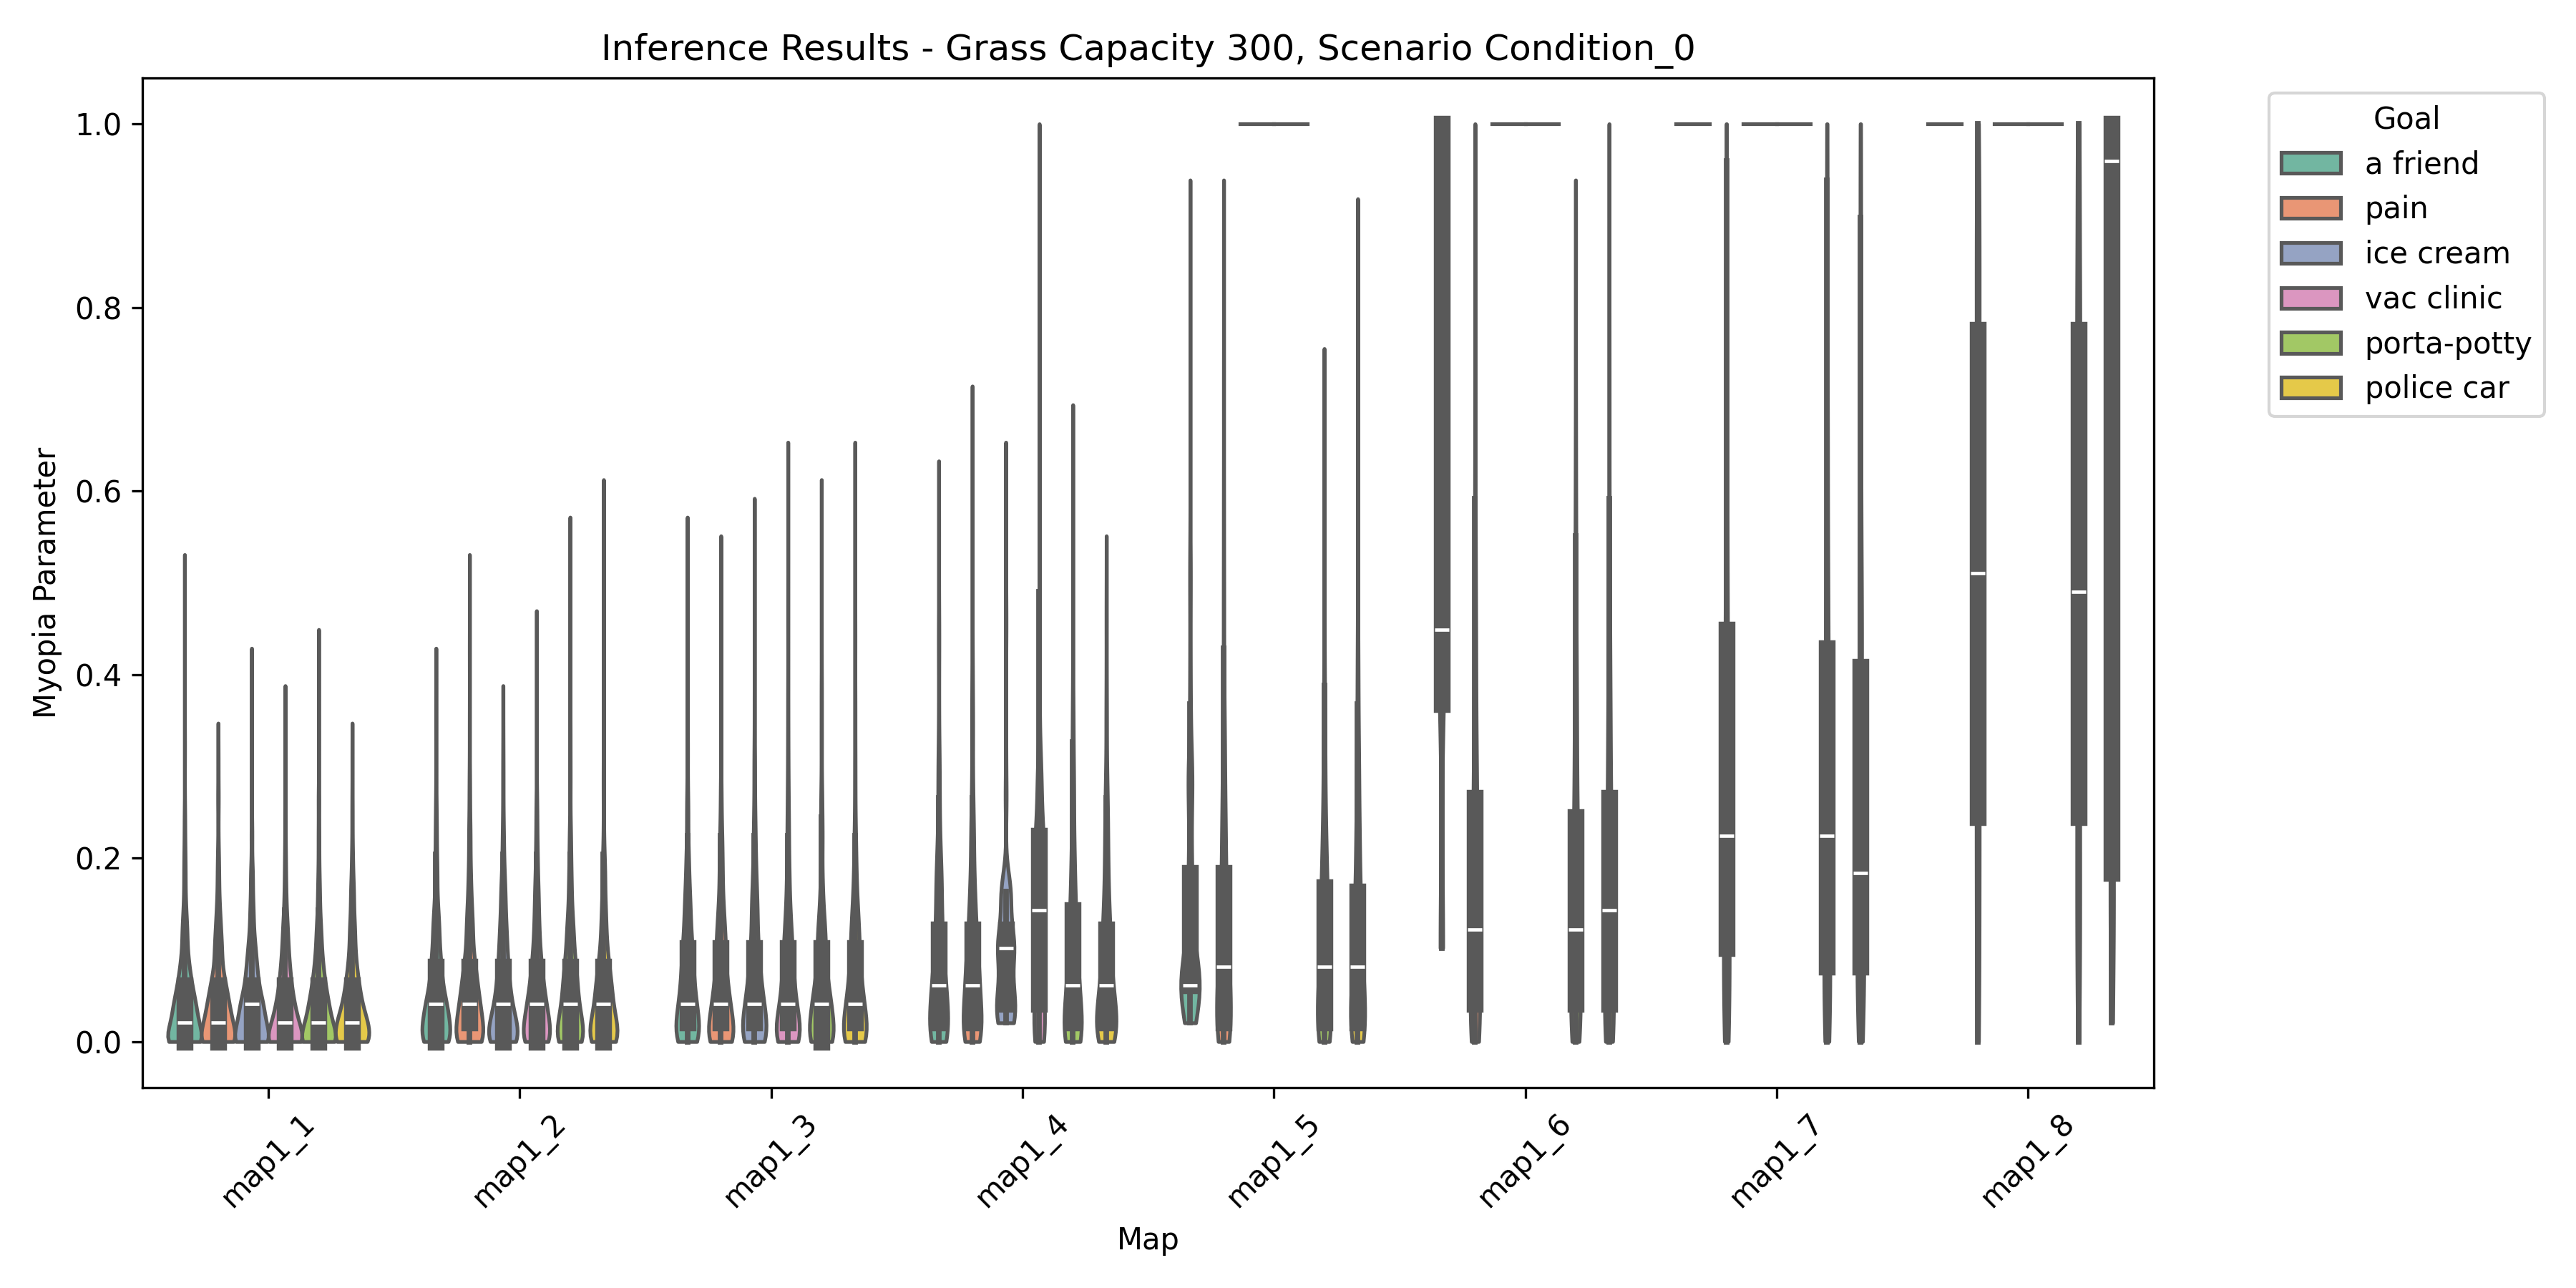 Inference Results - Grass Capacity 300, Scenario Condition_0
Myopia Parameter
1.0
0.8
0.6
0.4
0.2
0.0
map1_1
map1_2
map1_3
map1_4
map1_5
map1_6
map1_7
map1_8
Map
Goal
a friend
pain
ice cream
vac clinic
porta-potty
police car